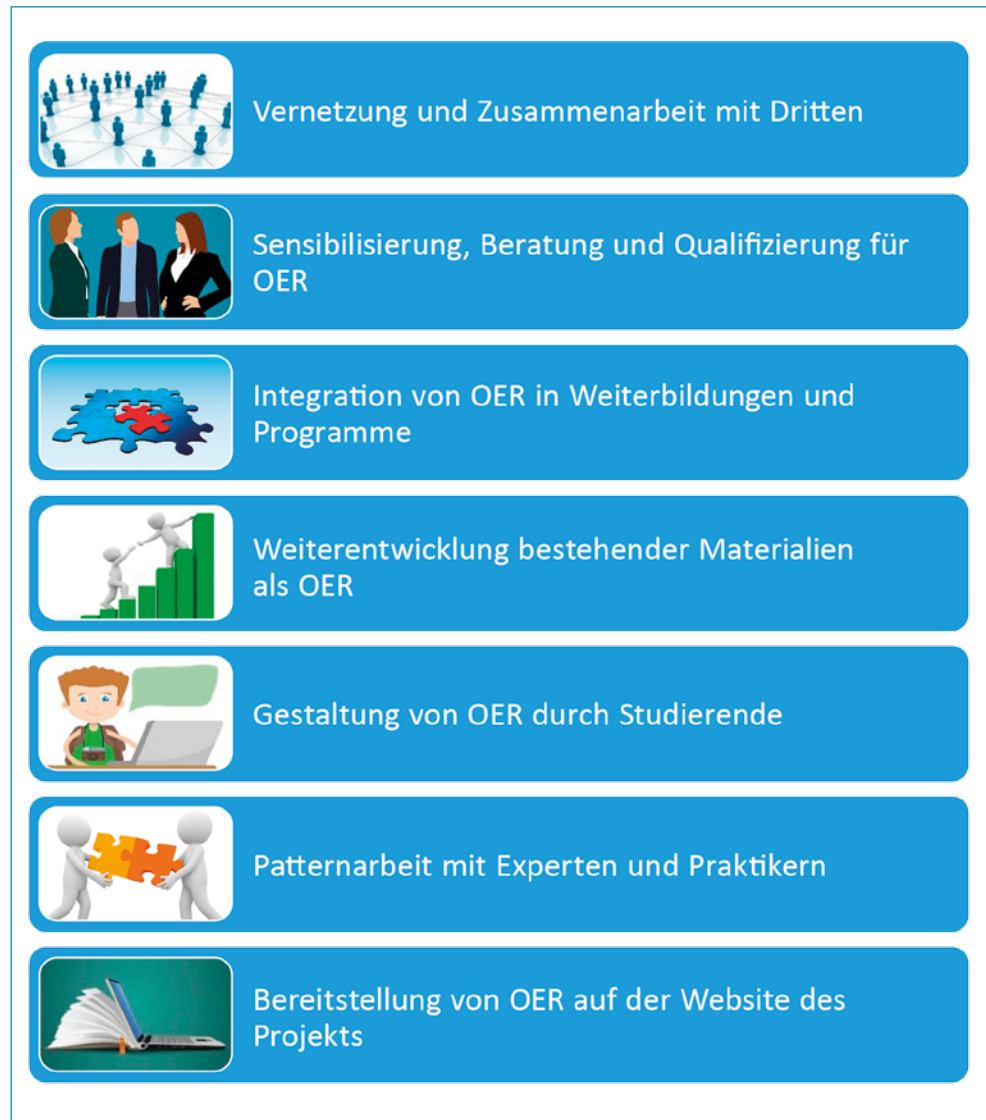 Vernetzung und Zusammenarbeit mit Dritten
Sensibilisierung, Beratung und Qualifizierung für
OER
Integration von OER in Weiterbildungen und
Programme
Weiterentwicklung bestehender Materialien
als OER
Gestaltung von OER durch Studierende
Patternarbeit mit Experten und Praktikern
Bereitstellung von OER auf der Website des
Projekts